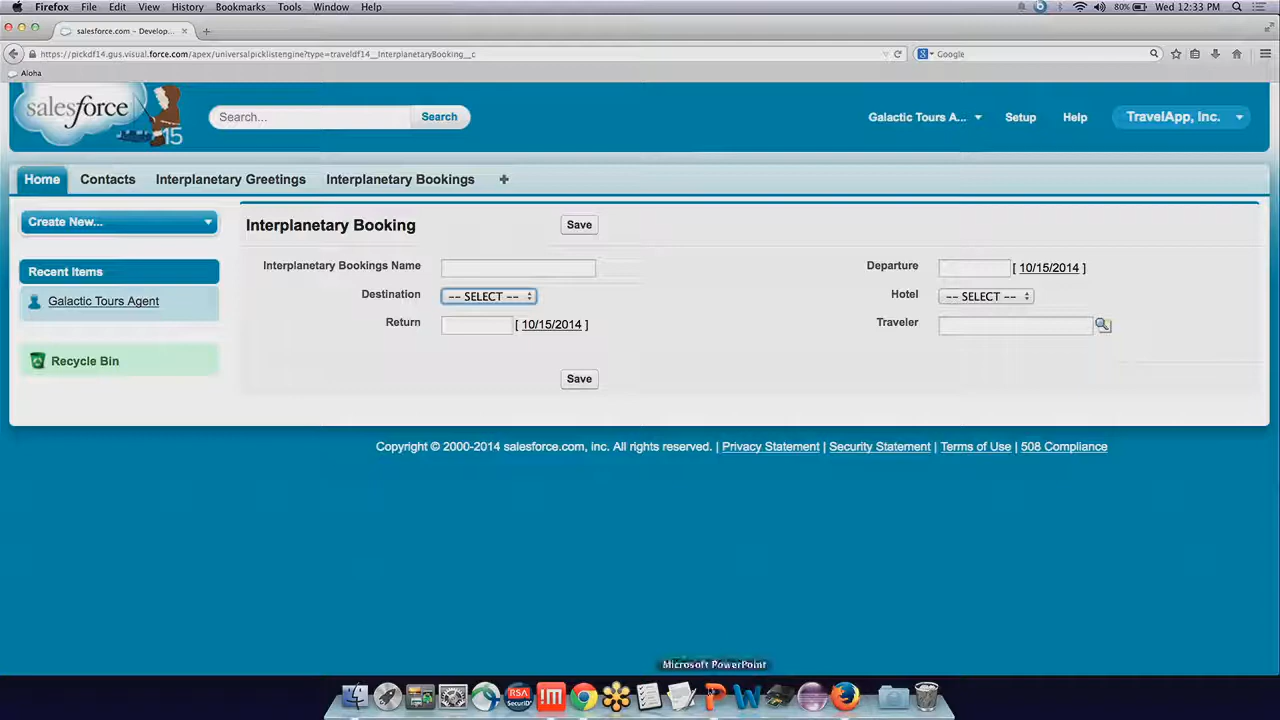 Firefox File Edit View History Bookmarks Tools Window Help 80% Wed 12:33 PM
salesforce.com – Develop...
https://pickdf14.gus.visual.force.com/apex/universalpicklistengine?type=traveldf14__InterplanetaryBooking__c Google
Aloha
salesforce 15 Search... Search Galactic Tours A... Setup Help TravelApp, Inc.
Home Contacts Interplanetary Greetings Interplanetary Bookings +
Create New... Interplanetary Booking Save
Recent Items Interplanetary Bookings Name Departure [ 10/15/2014 ]
Galactic Tours Agent Destination -- SELECT -- Hotel -- SELECT --
Return [ 10/15/2014 ] Traveler
Recycle Bin Save
Copyright © 2000-2014 salesforce.com, inc. All rights reserved. | Privacy Statement | Security Statement | Terms of Use | 508 Compliance
Microsoft PowerPoint
RSA
SecurID